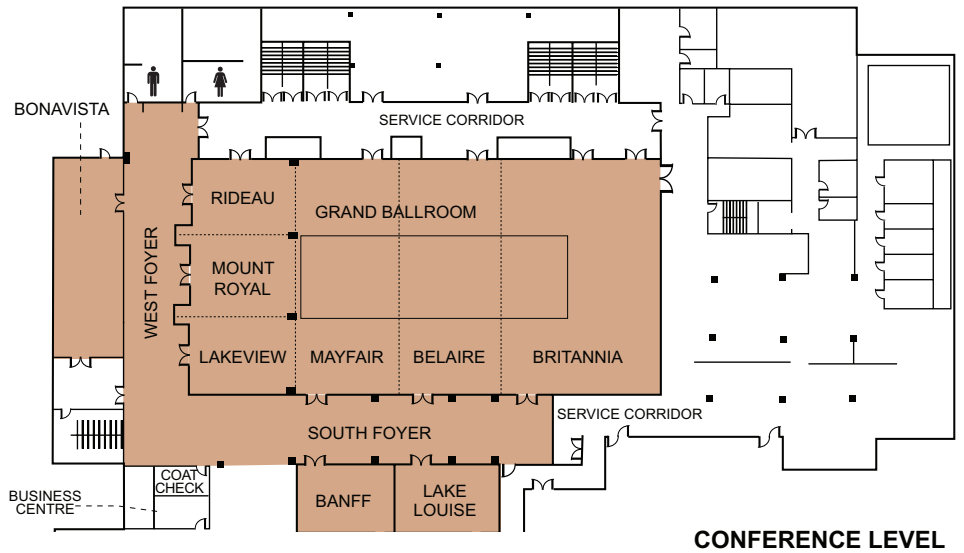 SERVICE CORRIDOR
BONAVISTA
RIDEAU
GRAND BALLROOM
WEST FOYER
MOUNT
ROYAL
LAKEVIEW
MAYFAIR
BELAIRE
BRITANNIA
SERVICE CORRIDOR
SOUTH FOYER
COAT
CHECK
BUSINESS
CENTRE
BANFF
LAKE
LOUISE
CONFERENCE LEVEL